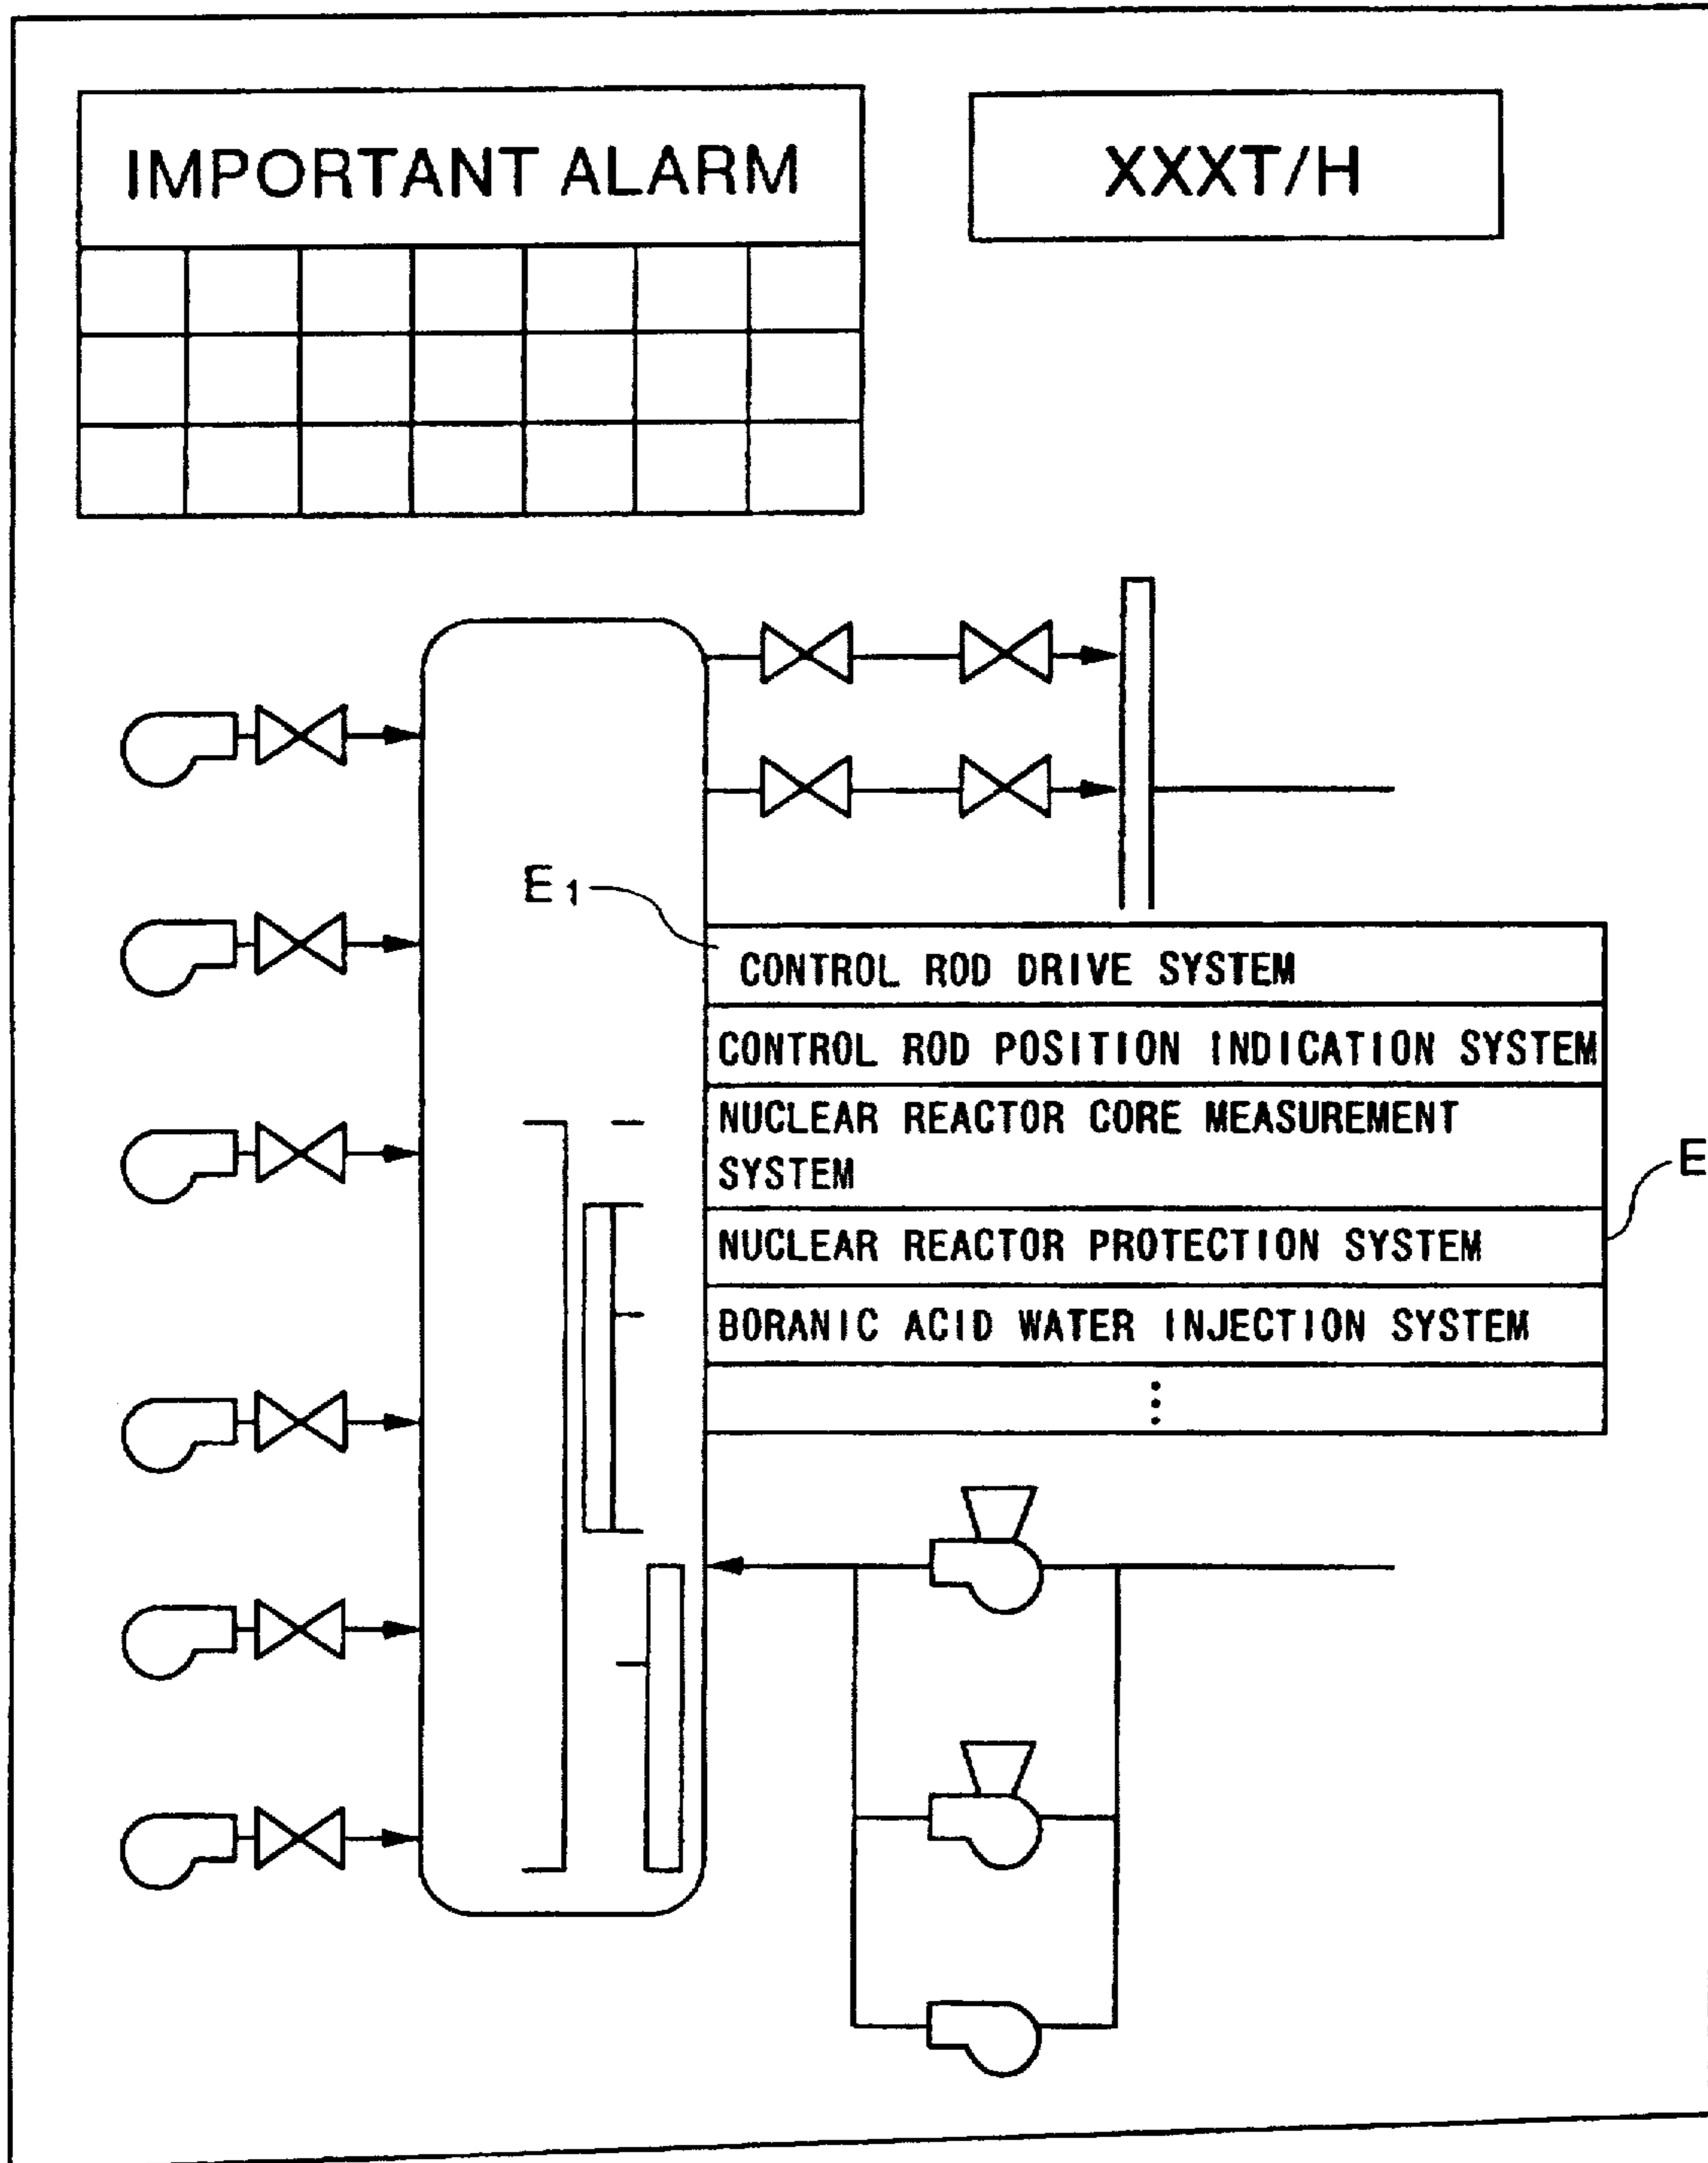 IMPORTANT ALARM
XXXT/H
E1
CONTROL ROD DRIVE SYSTEM
CONTROL ROD POSITION INDICATION SYSTEM
NUCLEAR REACTOR CORE MEASUREMENT
SYSTEM
E
NUCLEAR REACTOR PROTECTION SYSTEM
BORANIC ACID WATER INJECTION SYSTEM
⋮